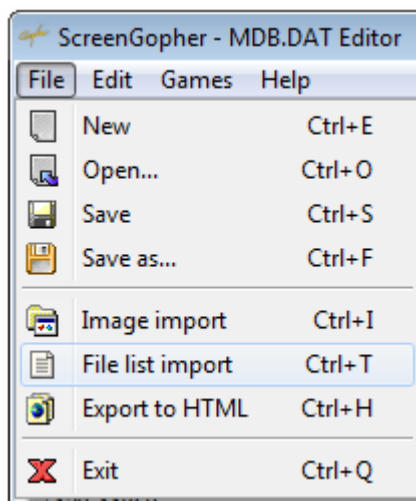 ScreenGopher - MDB.DAT Editor
File Edit Games Help
New Ctrl+E
Open... Ctrl+O
Save Ctrl+S
Save as... Ctrl+F
Image import Ctrl+I
File list import Ctrl+T
Export to HTML Ctrl+H
Exit Ctrl+Q